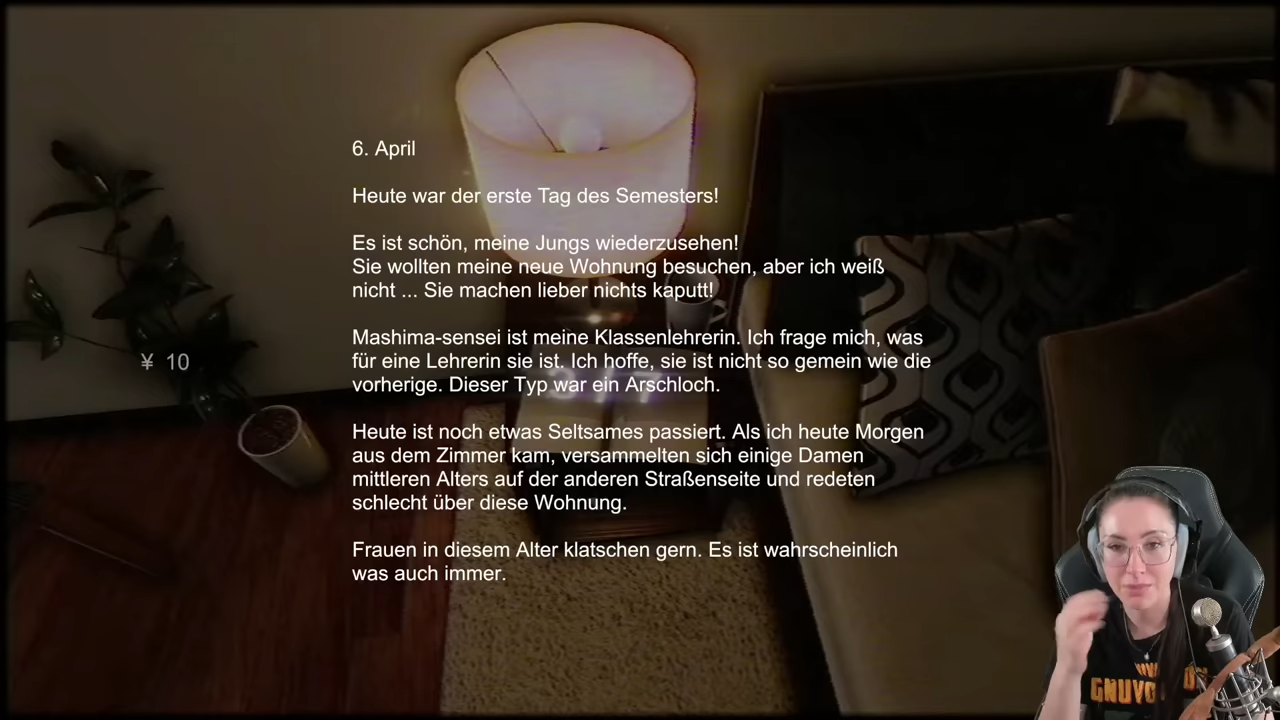 6. April
Heute war der erste Tag des Semesters!
Es ist schön, meine Jungs wiederzusehen!
Sie wollten meine neue Wohnung besuchen, aber ich weiß
nicht ... Sie machen lieber nichts kaputt!
Mashima-sensei ist meine Klassenlehrerin. Ich frage mich, was
für eine Lehrerin sie ist. Ich hoffe, sie ist nicht so gemein wie die
¥ 10
vorherige. Dieser Typ war ein Arschloch.
Heute ist noch etwas Seltsames passiert. Als ich heute Morgen
aus dem Zimmer kam, versammelten sich einige Damen
mittleren Alters auf der anderen Straßenseite und redeten
schlecht über diese Wohnung.
Frauen in diesem Alter klatschen gern. Es ist wahrscheinlich
was auch immer.